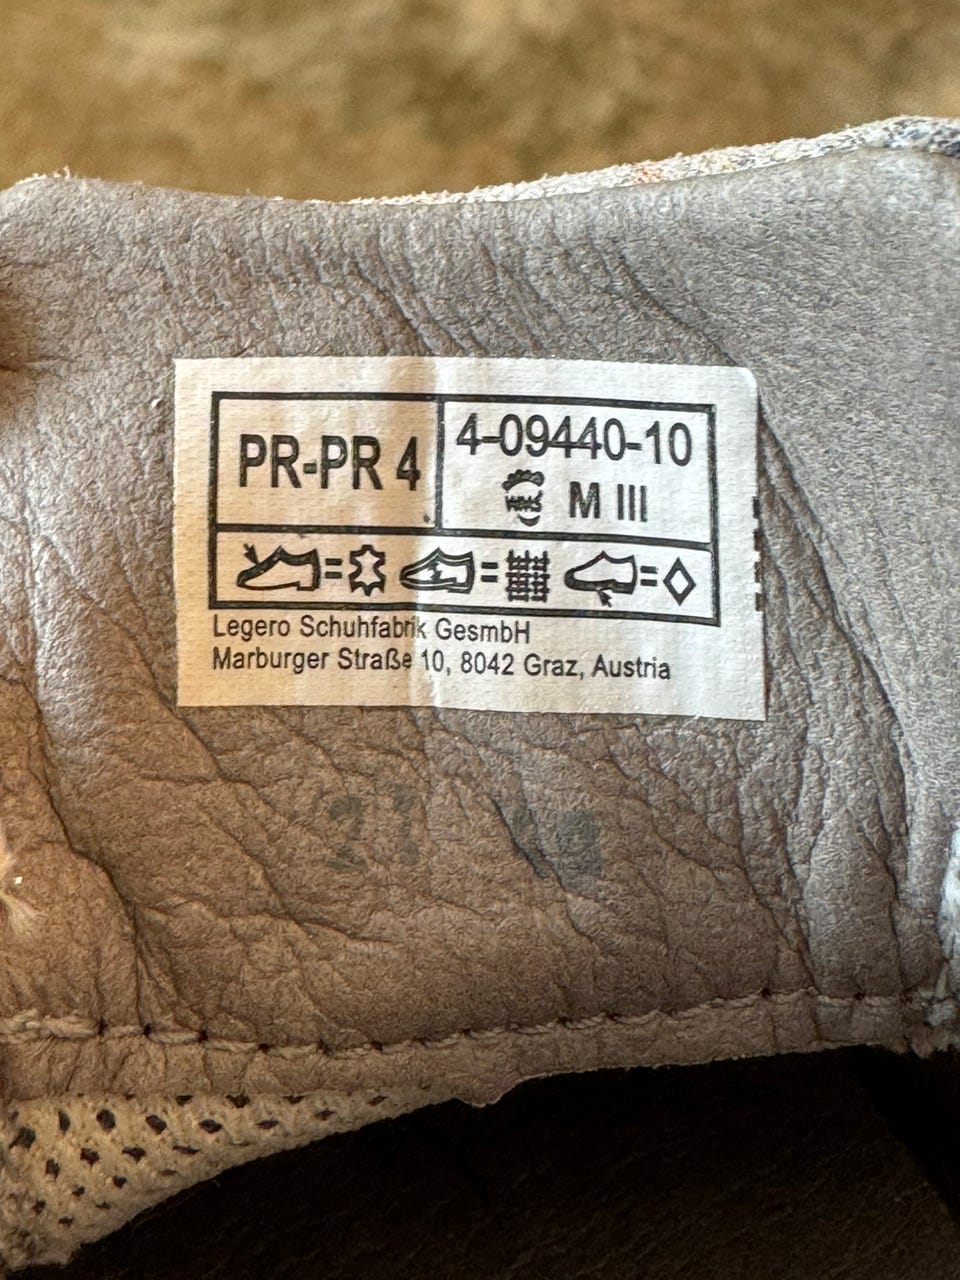 PR-PR 4
4-09440-10
M III
Legero Schuhfabrik GesmbH
Marburger Straße 10, 8042 Graz, Austria